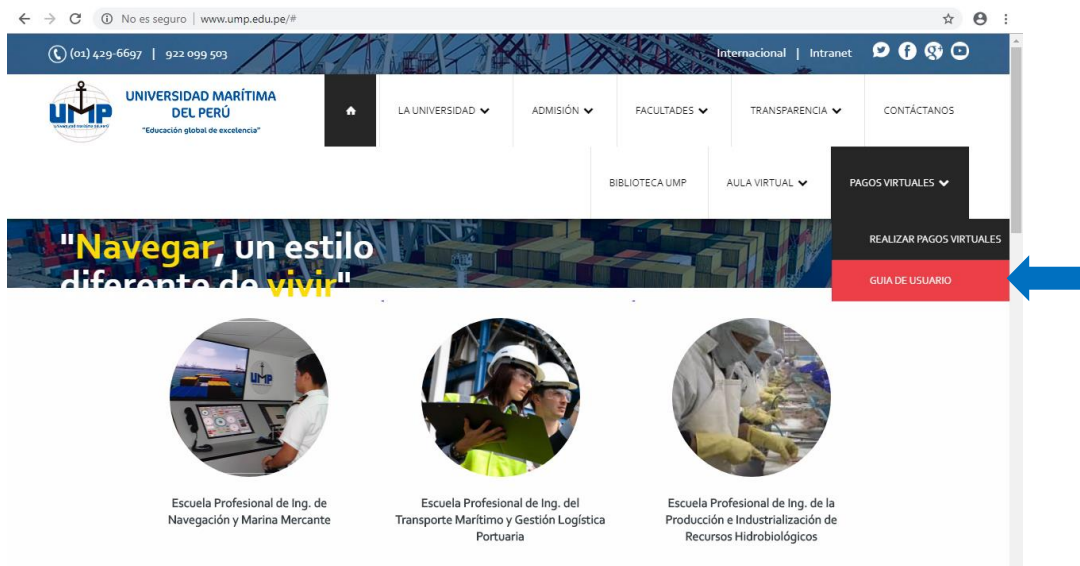 No es seguro | www.ump.edu.pe/#
(01) 429-6697 | 922 099 503
Internacional | Intranet
UMP
UNIVERSIDAD MARÍTIMA
DEL PERÚ
"Educación global de excelencia"
LA UNIVERSIDAD
ADMISIÓN
FACULTADES
TRANSPARENCIA
CONTÁCTANOS
BIBLIOTECA UMP
AULA VIRTUAL
PAGOS VIRTUALES
REALIZAR PAGOS VIRTUALES
GUIA DE USUARIO
"Navegar, un estilo
diferente de vivir"
UMP
Escuela Profesional de Ing. de
Navegación y Marina Mercante
Escuela Profesional de Ing. del
Transporte Marítimo y Gestión Logística
Portuaria
Escuela Profesional de Ing. de la
Producción e Industrialización de
Recursos Hidrobiológicos